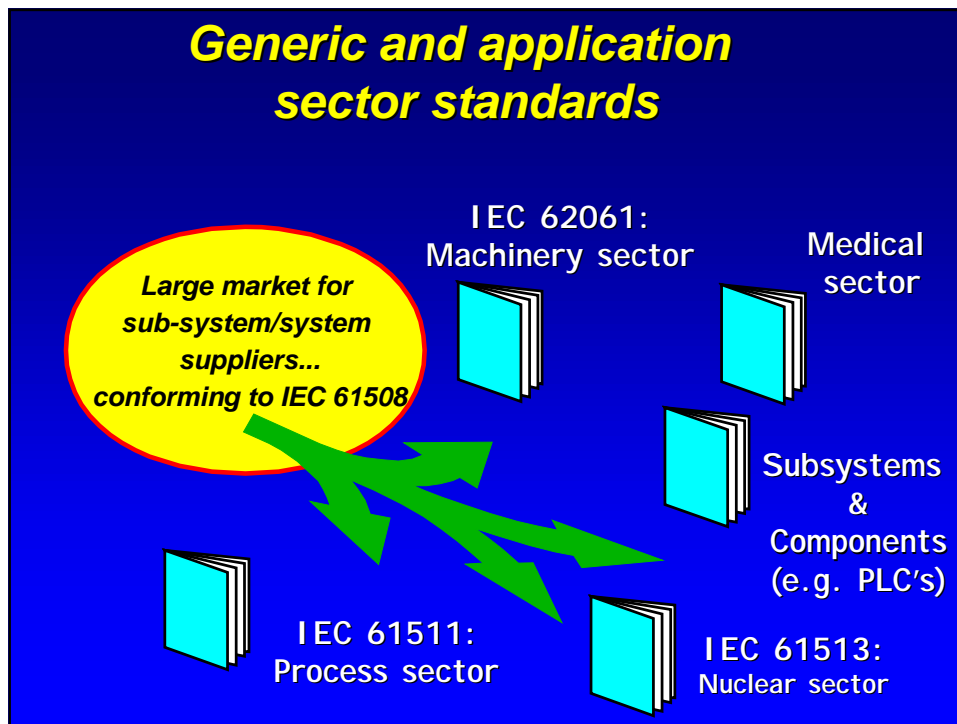 Generic and application
sector standards
IEC 62061:
Machinery sector
Medical
sector
Large market for
sub-system/system
suppliers...
conforming to IEC 61508
Subsystems
&
Components
(e.g. PLC's)
IEC 61511:
Process sector
IEC 61513:
Nuclear sector